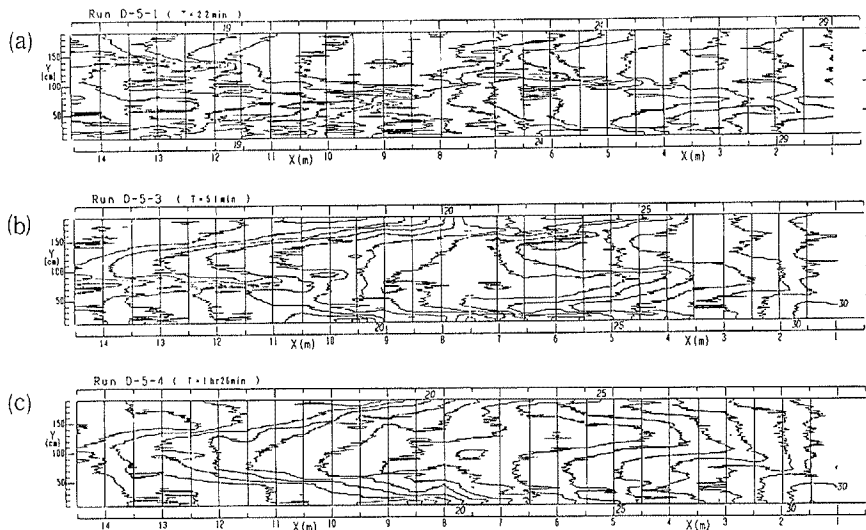 Run D-5-1 ( T=22min )
(a)
19 24 29
150
Y
(cm)
100
50
19 24 29
14 13 12 11 10 9 8 7 6 5 4 3 2 1
X(m)
Run D-5-3 ( T=51min )
(b)
20 25
150
Y
(cm)
100
50
30
20 25 30
14 13 12 11 10 9 8 7 6 5 4 3 2 1
X(m) X(m)
Run D-5-4 ( T=1hr26min )
(c)
20 25
150
Y
(cm)
100
50
30
20 25 30
14 13 12 11 10 9 8 7 6 5 4 3 2 1
X(m) X(m)